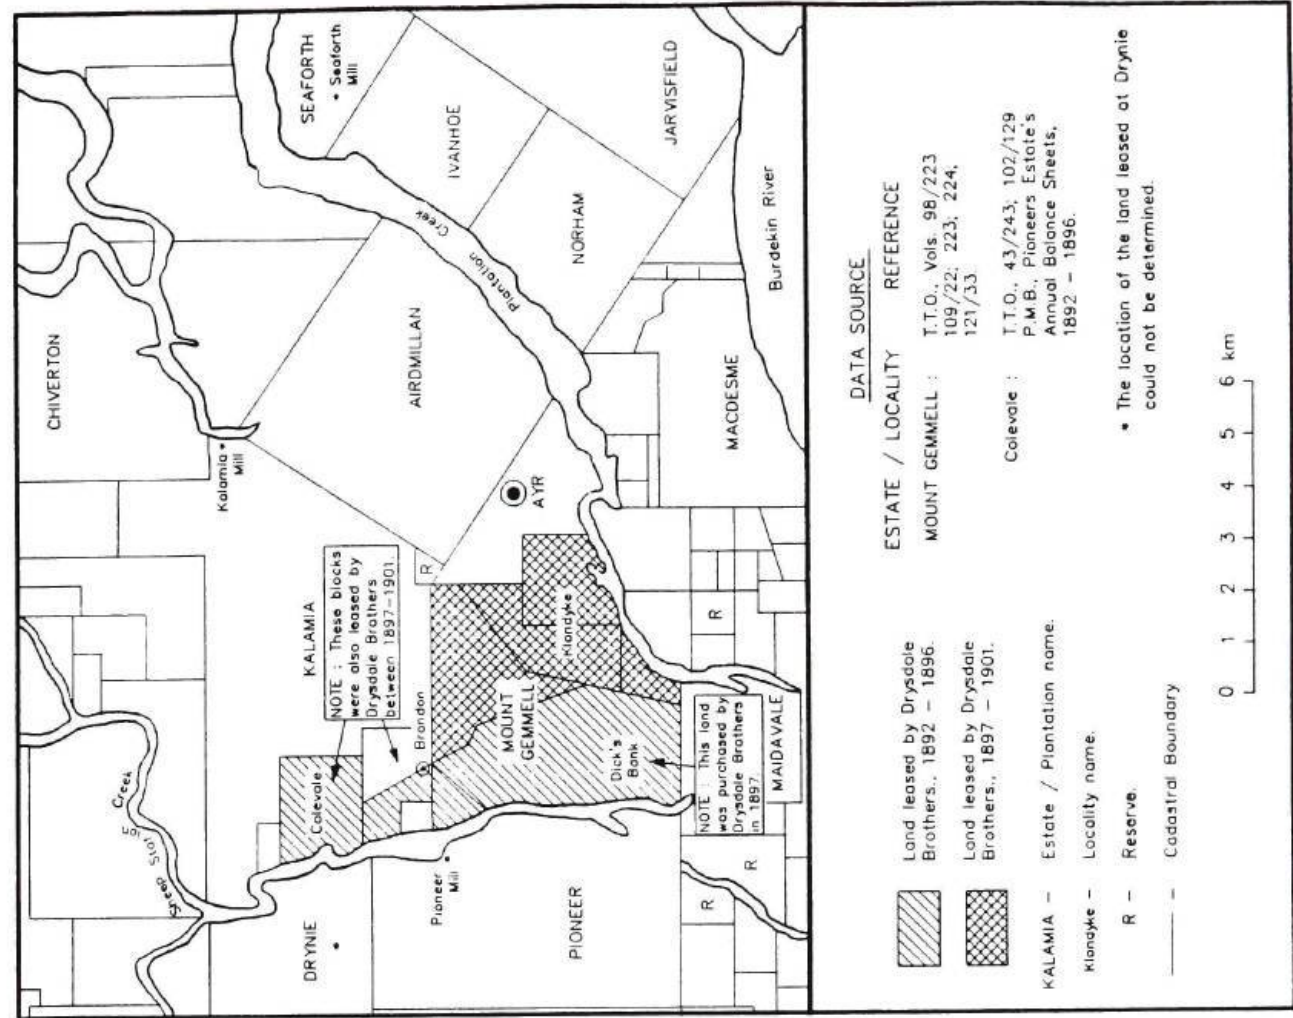 CHIVERTON
SEAFORTH
• Seaforth
Mill
IVANHOE
JARVISFIELD
Plantation Creek
NORHAM
AIRDMILLAN
Burdekin River
MACDESME
Kalamia
Mill
AYR
R
KALAMIA
NOTE : These blocks
were also leased by
Drysdale Brothers
between 1897-1901.
Klondyke
R
MOUNT
GEMMELL
Brandon
Colevale
Dick's
Bank
NOTE : This land
was purchased by
Drysdale Brothers
in 1897.
MAIDAVALE
Sheep Station Creek
Pioneer
Mill
DRYNIE
PIONEER
R
R
DATA SOURCE
ESTATE / LOCALITY REFERENCE
MOUNT GEMMELL : T.T.O., Vols. 98/223
109/22; 223; 224,
121/33
Colevale : T.T.O., 43/243; 102/129
P.M.B., Pioneers Estate's
Annual Balance Sheets,
1892 - 1896.
Land leased by Drysdale
Brothers., 1892 - 1896.
Land leased by Drysdale
Brothers., 1897 - 1901.
KALAMIA - Estate / Plantation name.
Klondyke - Locality name.
R - Reserve.
Cadastral Boundary
* The location of the land leased at Drynie
could not be determined.
0 1 2 3 4 5 6 km